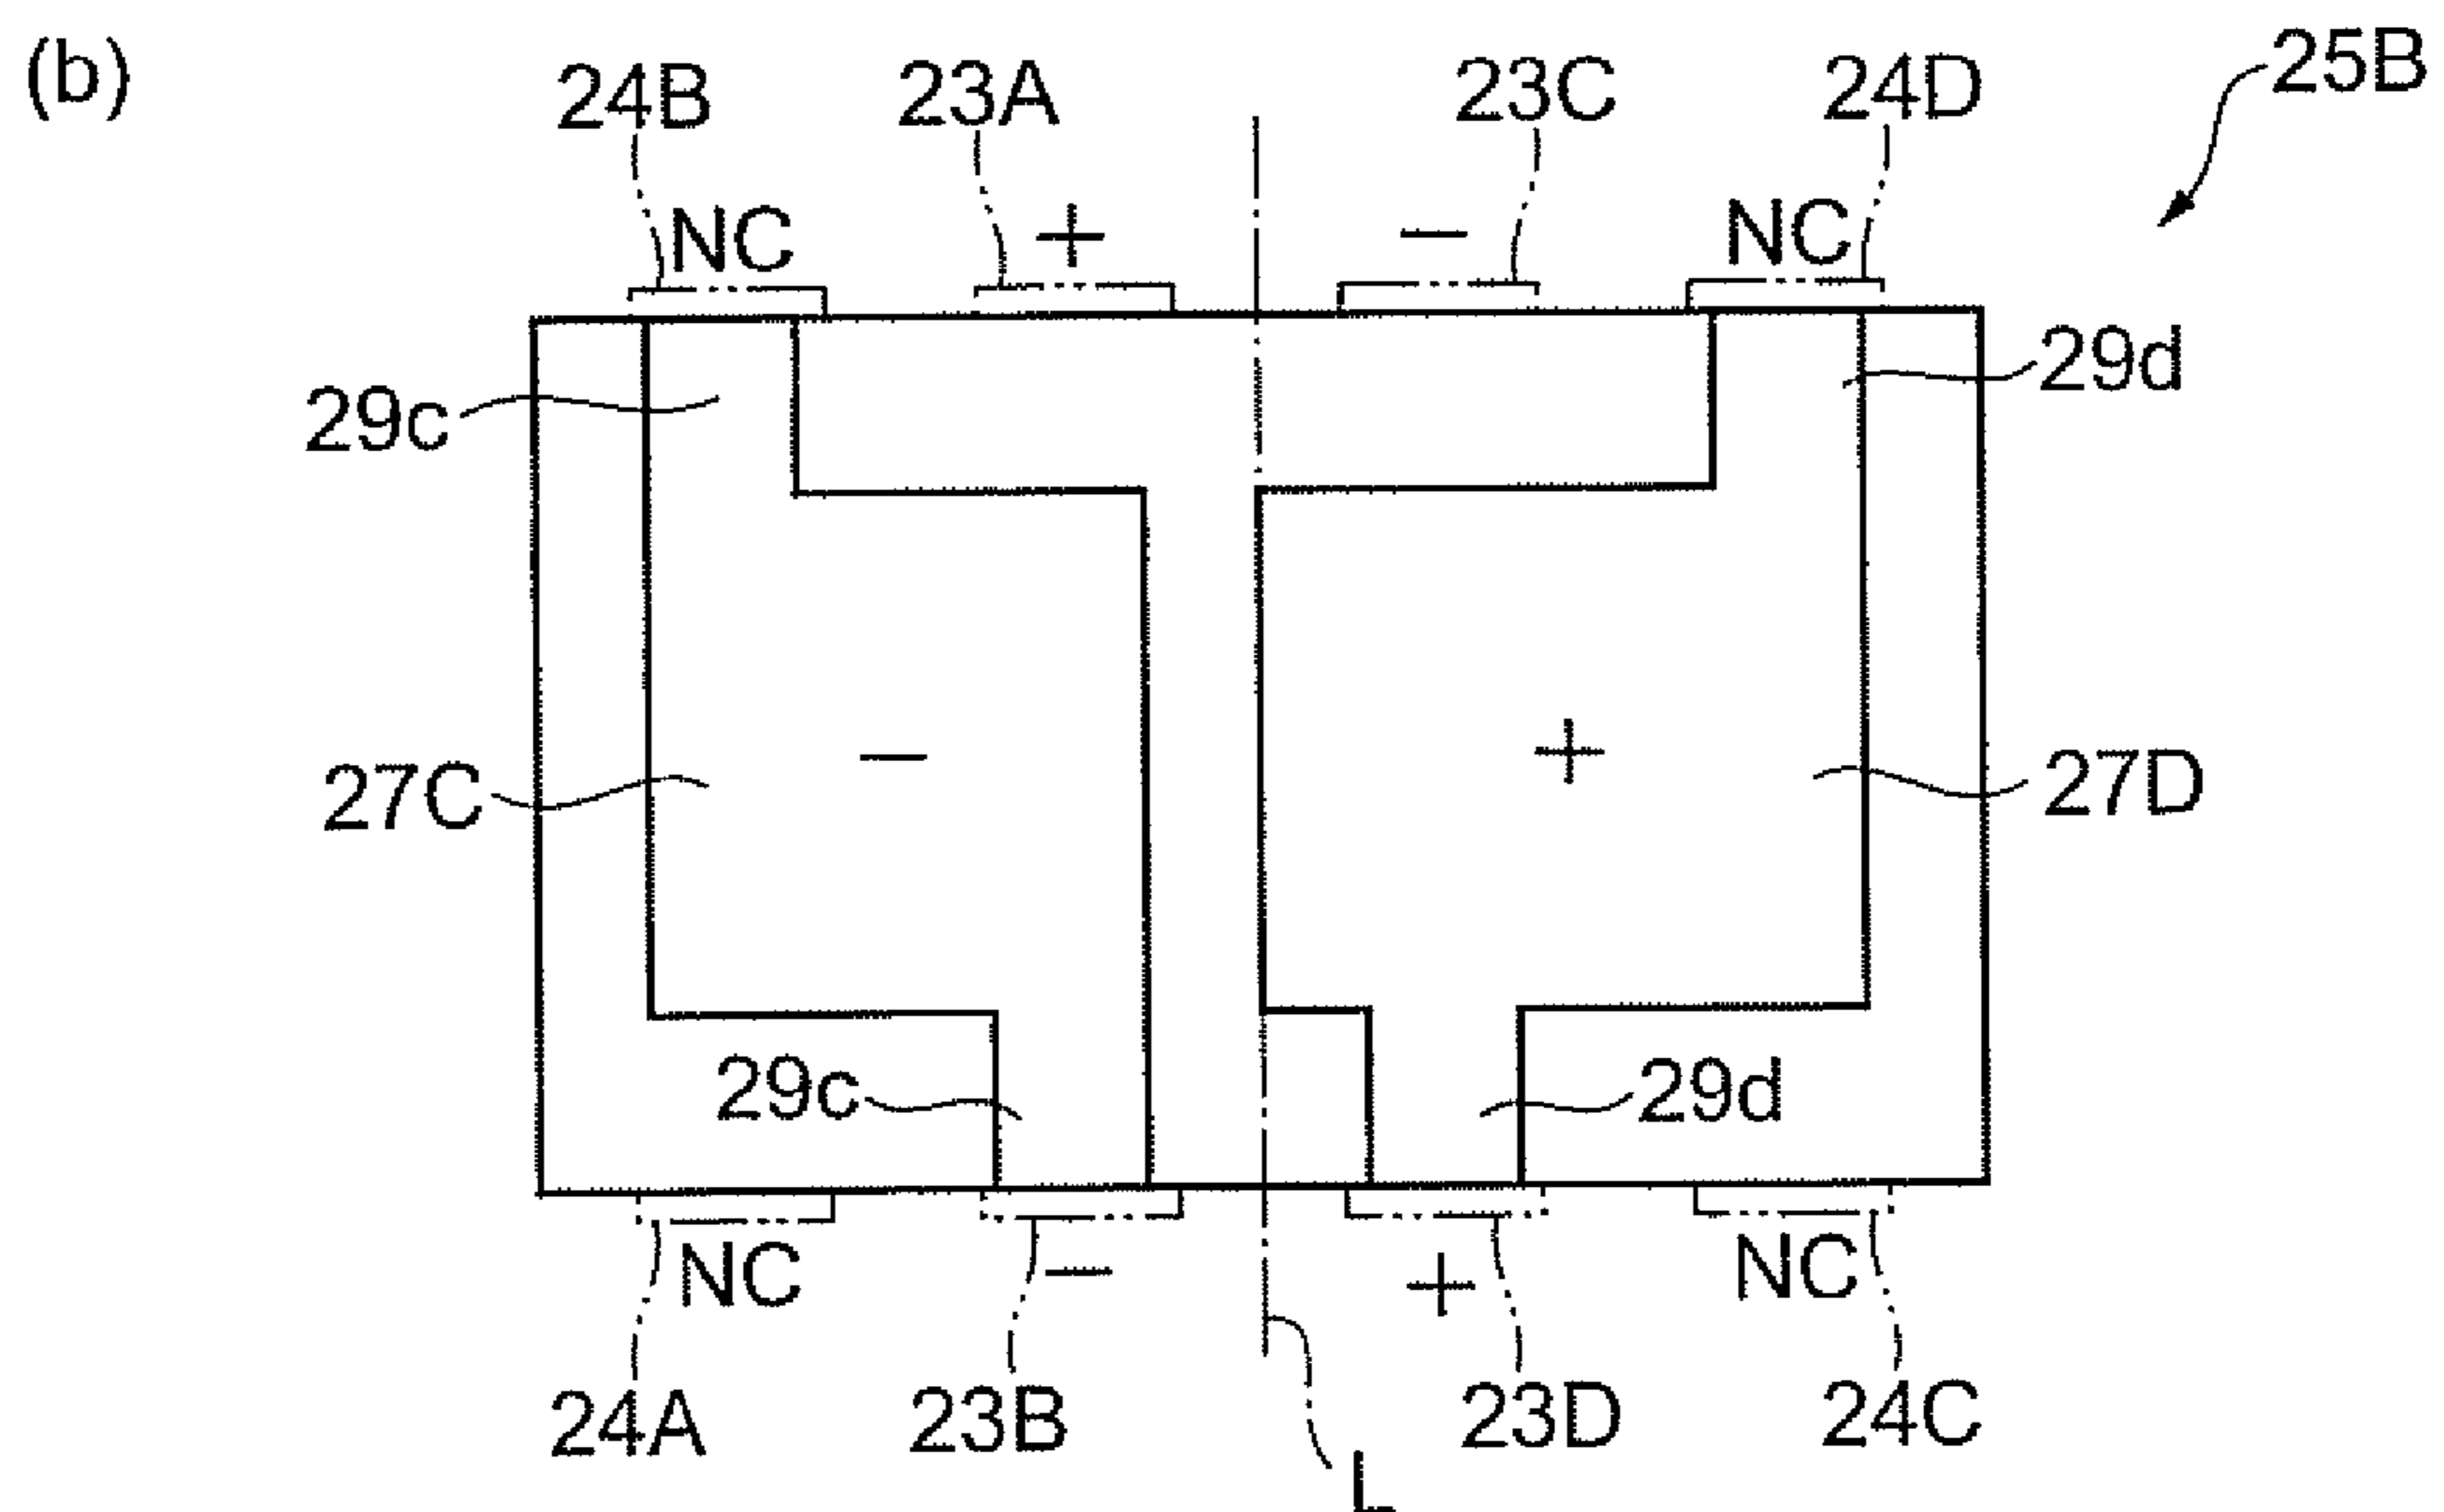 (b)
24B 23A 23C 24D 25B
NC + − NC
29c 29d
27C − + 27D
29c 29d
NC − + NC
24A 23B 23D 24C
L